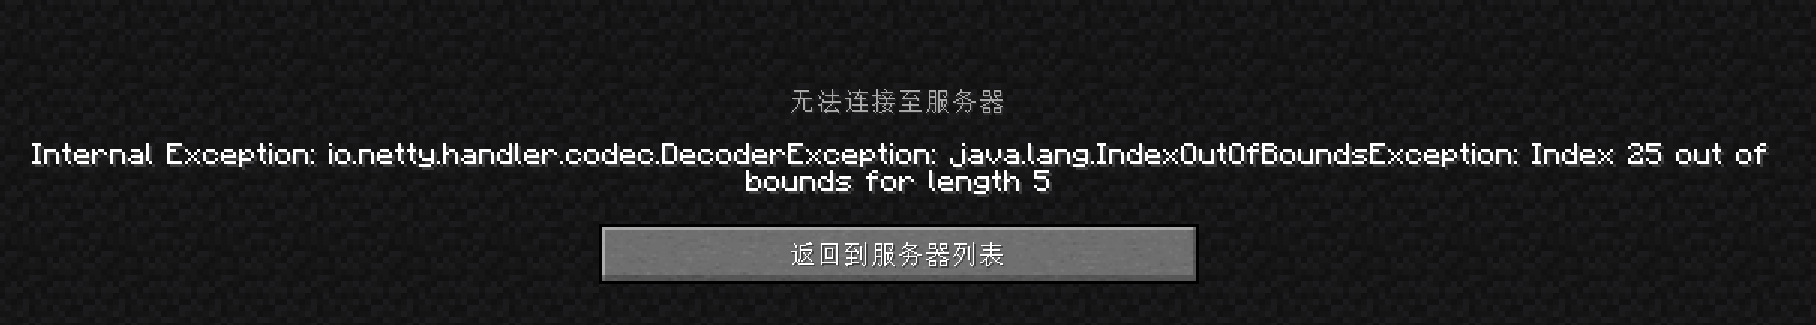 无法连接至服务器
Internal Exception: io.netty.handler.codec.DecoderException: java.lang.IndexOutOfBoundsException: Index 25 out of
bounds for length 5
返回到服务器列表